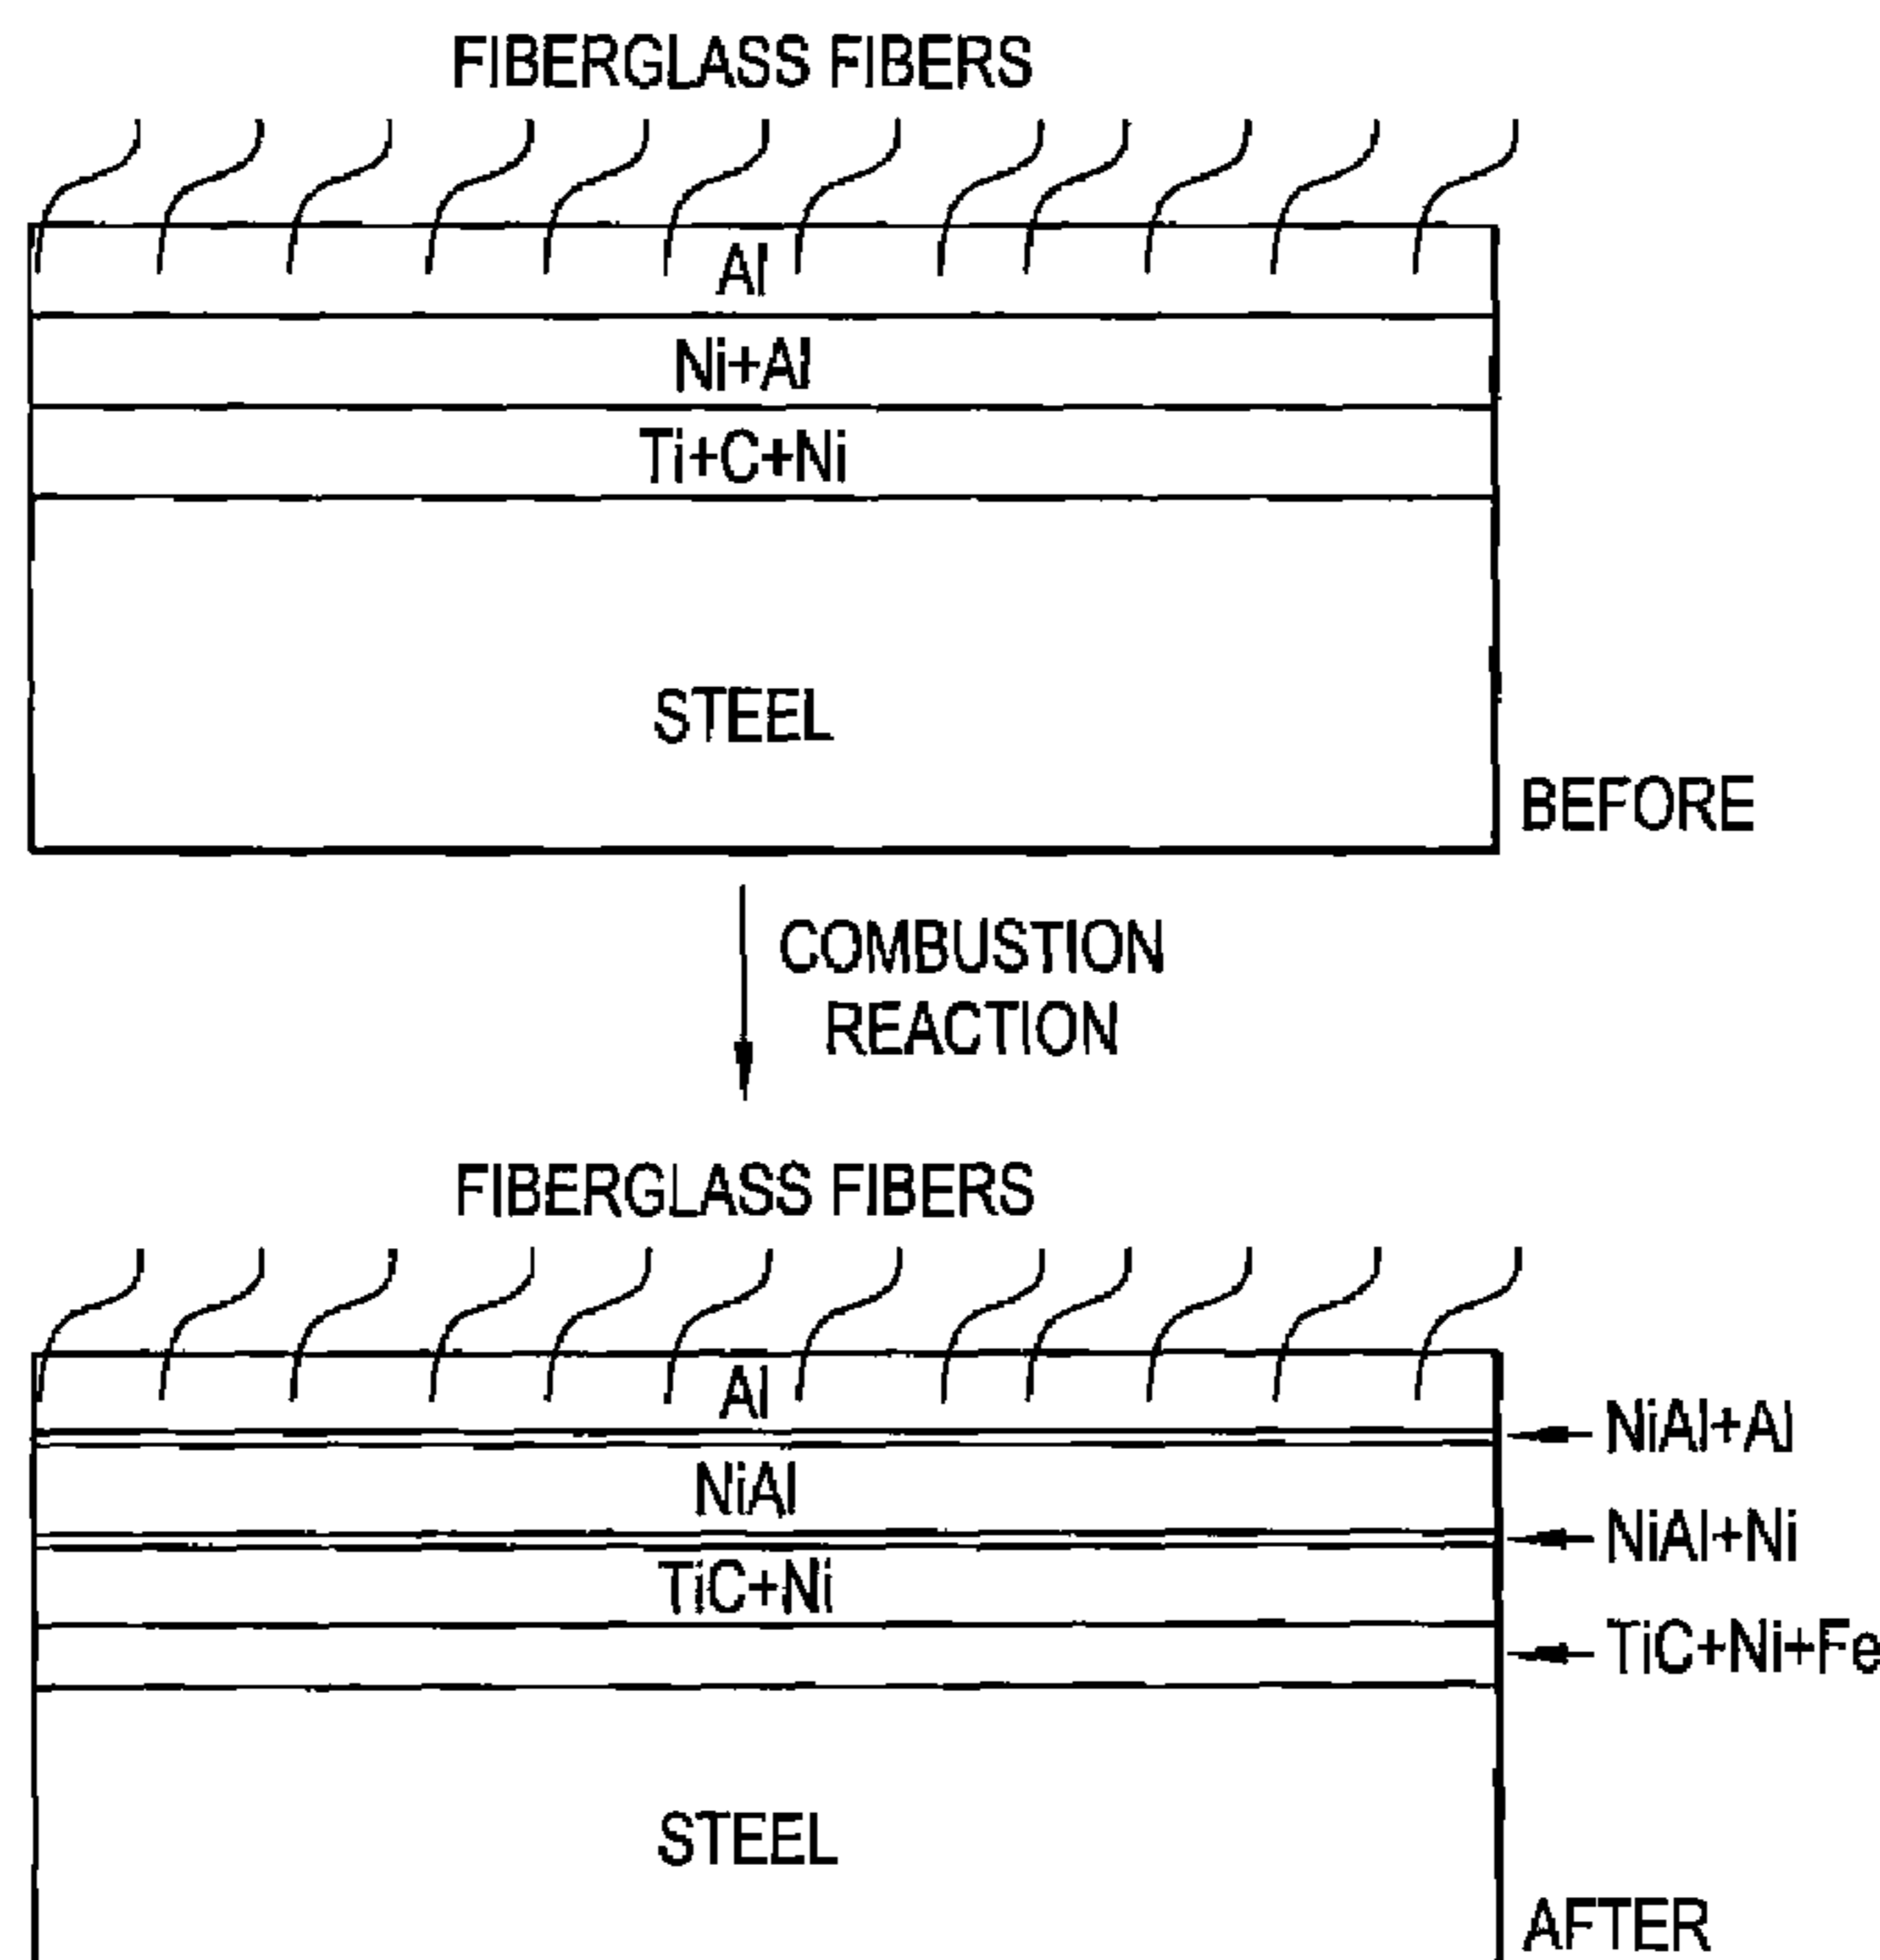 FIBERGLASS FIBERS
Al
Ni+Al
Ti+C+Ni
STEEL
BEFORE
COMBUSTION
REACTION
FIBERGLASS FIBERS
Al
NiAl+Al
NiAl
NiAl+Ni
TiC+Ni
TiC+Ni+Fe
STEEL
AFTER